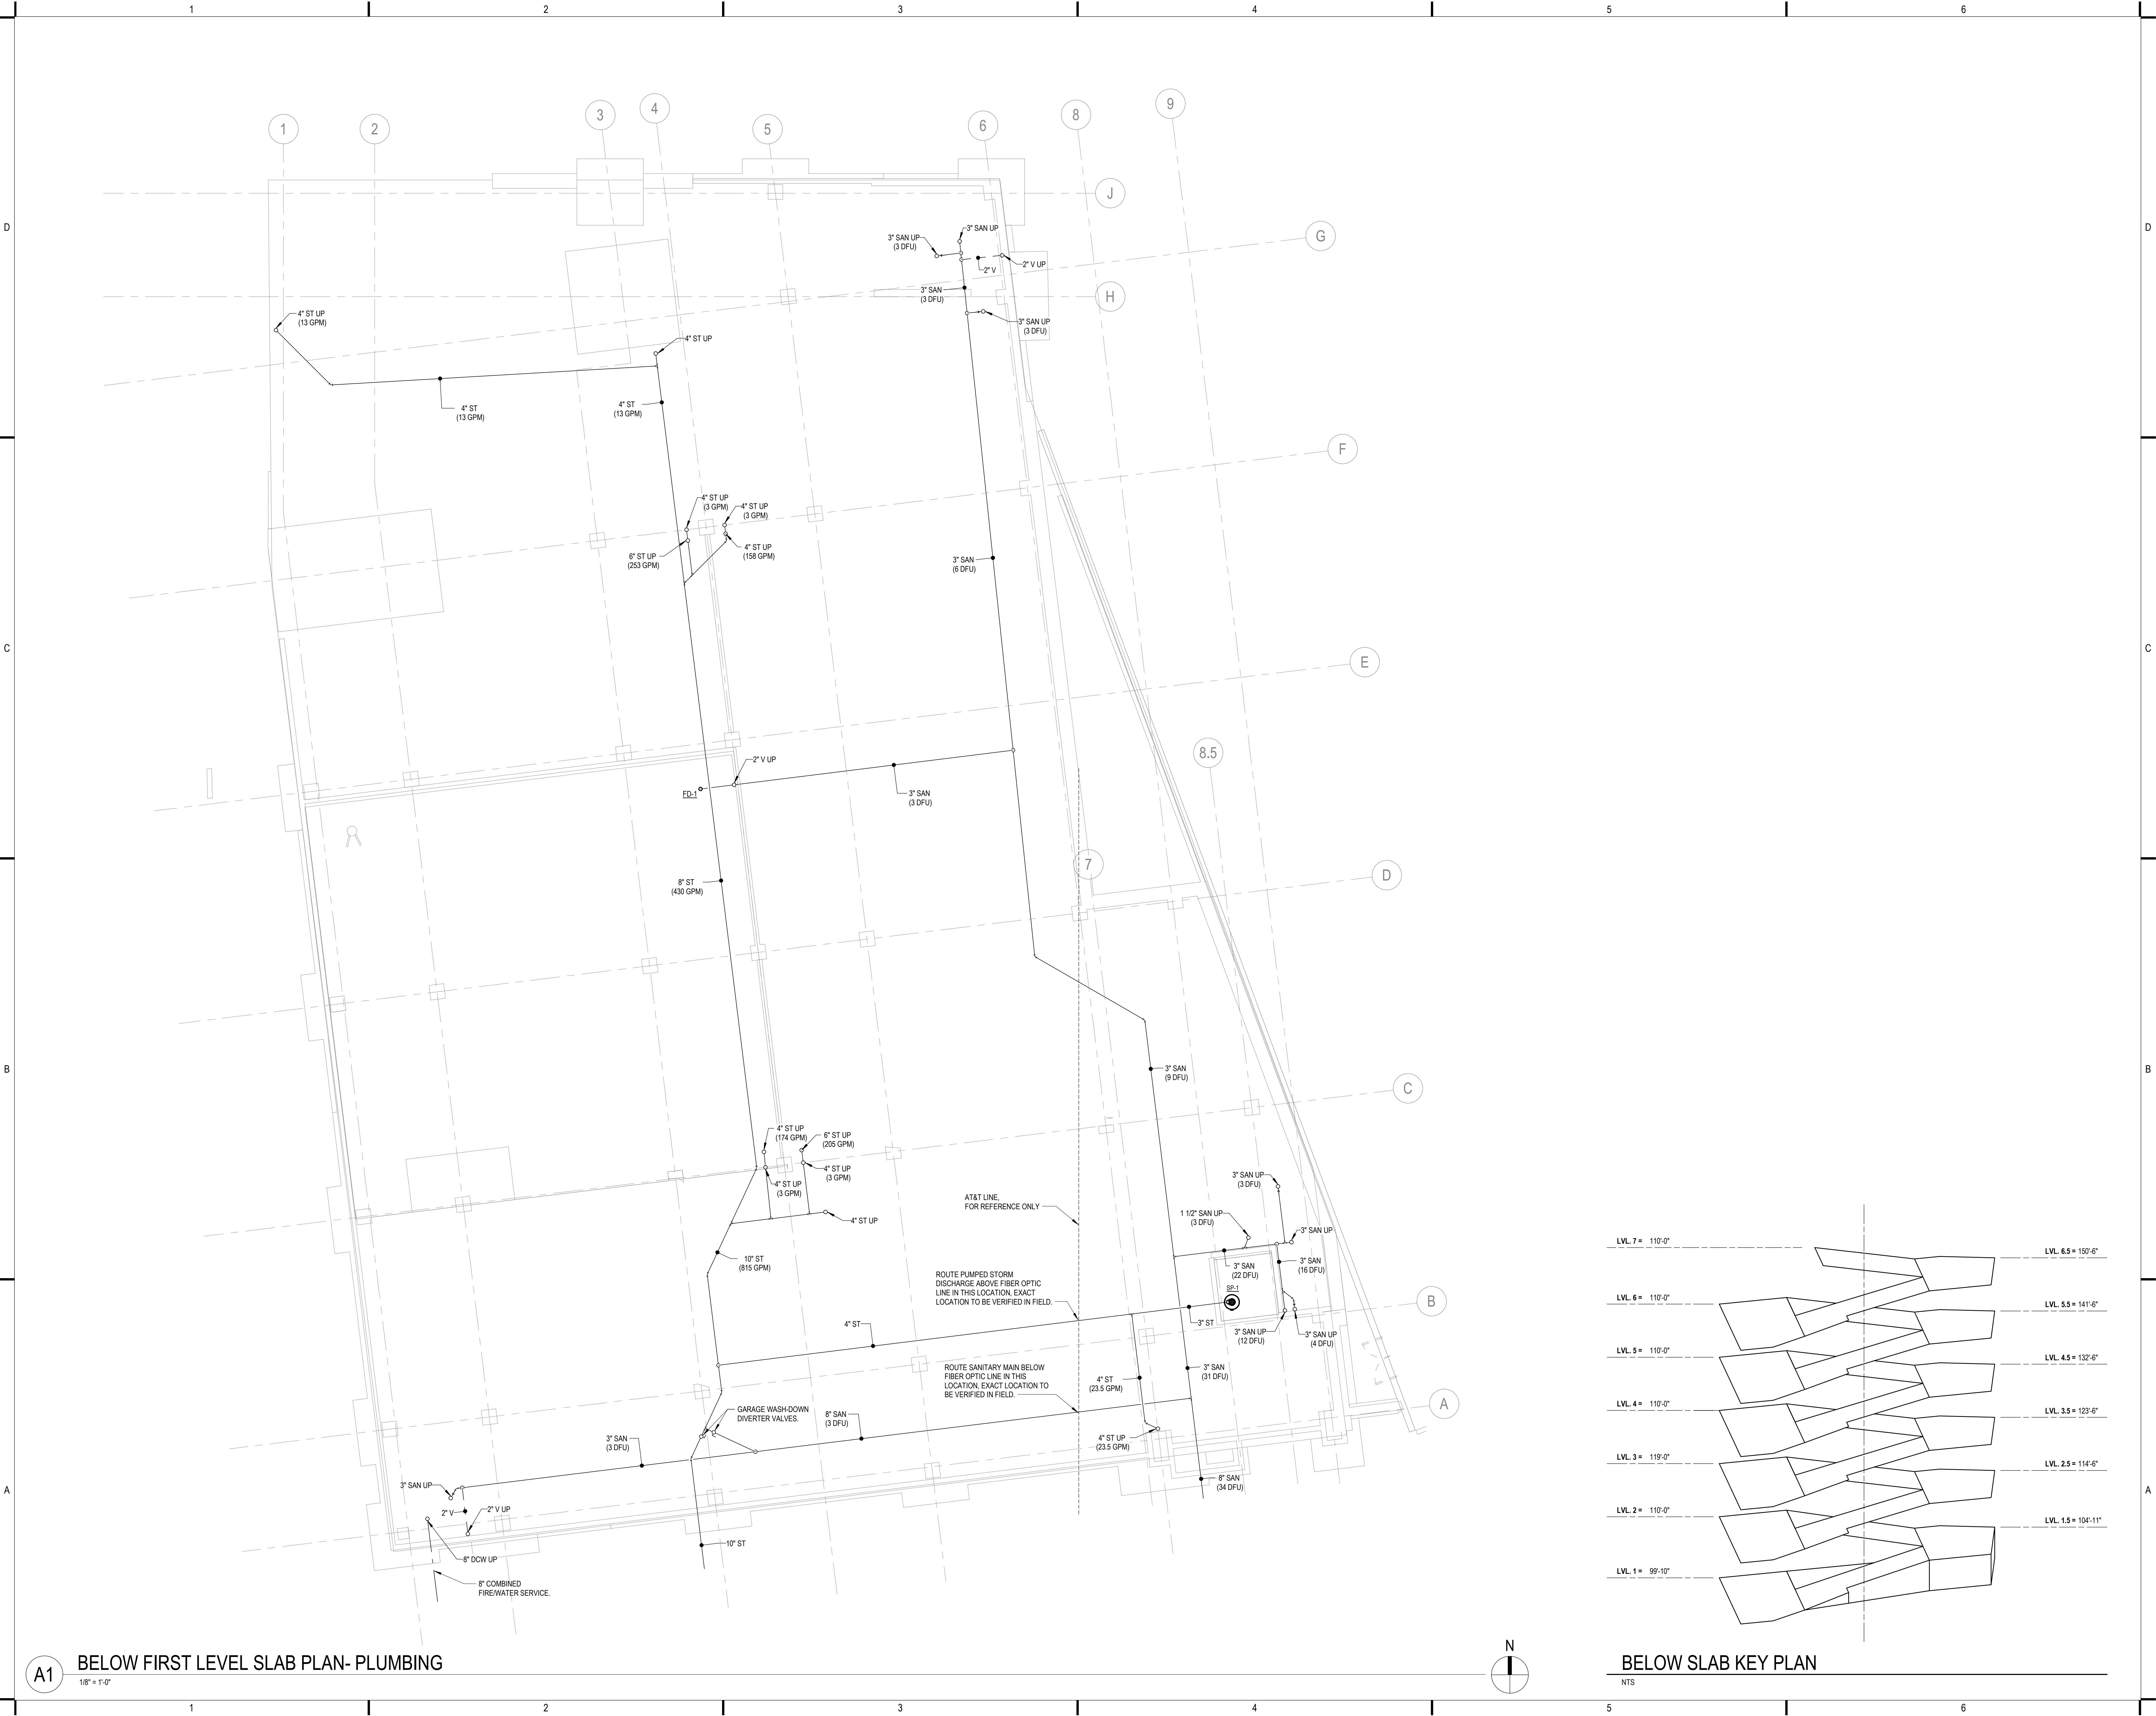 1 2 3 4 5 6
D
C
B
A
D
C
B
A
1
2
3
4
5
6
8
9
J
G
H
F
E
8.5
7
D
C
B
A
3" SAN UP
(3 DFU)
3" SAN UP
2" V
2" V UP
3" SAN
(3 DFU)
3" SAN UP
(3 DFU)
4" ST UP
(13 GPM)
4" ST UP
4" ST
(13 GPM)
4" ST
(13 GPM)
4" ST UP
(3 GPM)
4" ST UP
(3 GPM)
4" ST UP
(158 GPM)
6" ST UP
(253 GPM)
3" SAN
(6 DFU)
2" V UP
FD-1
3" SAN
(3 DFU)
8" ST
(430 GPM)
3" SAN
(9 DFU)
4" ST UP
(174 GPM)
6" ST UP
(205 GPM)
4" ST UP
(3 GPM)
4" ST UP
(3 GPM)
4" ST UP
10" ST
(815 GPM)
AT&T LINE,
FOR REFERENCE ONLY
3" SAN UP
(3 DFU)
1 1/2" SAN UP
(3 DFU)
3" SAN UP
3" SAN
(22 DFU)
3" SAN
(16 DFU)
SP-1
ROUTE PUMPED STORM
DISCHARGE ABOVE FIBER OPTIC
LINE IN THIS LOCATION, EXACT
LOCATION TO BE VERIFIED IN FIELD.
3" ST
3" SAN UP
(12 DFU)
3" SAN UP
(4 DFU)
4" ST
ROUTE SANITARY MAIN BELOW
FIBER OPTIC LINE IN THIS
LOCATION, EXACT LOCATION TO
BE VERIFIED IN FIELD.
3" SAN
(31 DFU)
4" ST
(23.5 GPM)
GARAGE WASH-DOWN
DIVERTER VALVES.
8" SAN
(3 DFU)
3" SAN
(3 DFU)
4" ST UP
(23.5 GPM)
8" SAN
(34 DFU)
3" SAN UP
2" V
2" V UP
10" ST
8" DCW UP
8" COMBINED
FIRE/WATER SERVICE.
LVL. 7 = 110'-0"
LVL. 6.5 = 150'-6"
LVL. 6 = 110'-0"
LVL. 5.5 = 141'-6"
LVL. 5 = 110'-0"
LVL. 4.5 = 132'-6"
LVL. 4 = 110'-0"
LVL. 3.5 = 123'-6"
LVL. 3 = 119'-0"
LVL. 2.5 = 114'-6"
LVL. 2 = 110'-0"
LVL. 1.5 = 104'-11"
LVL. 1 = 99'-10"
A1
BELOW FIRST LEVEL SLAB PLAN- PLUMBING
1/8" = 1'-0"
N
BELOW SLAB KEY PLAN
NTS
1 2 3 4 5 6